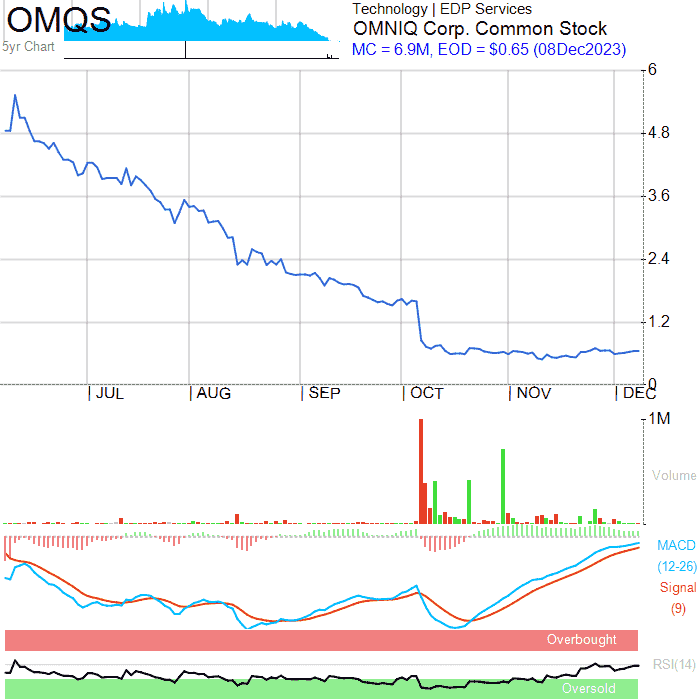 OMQS
5yr Chart
Technology | EDP Services
OMNIQ Corp. Common Stock
MC = 6.9M, EOD = $0.65 (08Dec2023)
6
4.8
3.6
2.4
1.2
0
JUL
AUG
SEP
OCT
NOV
DEC
1M
Volume
MACD
(12-26)
Signal
(9)
Overbought
RSI(14)
Oversold